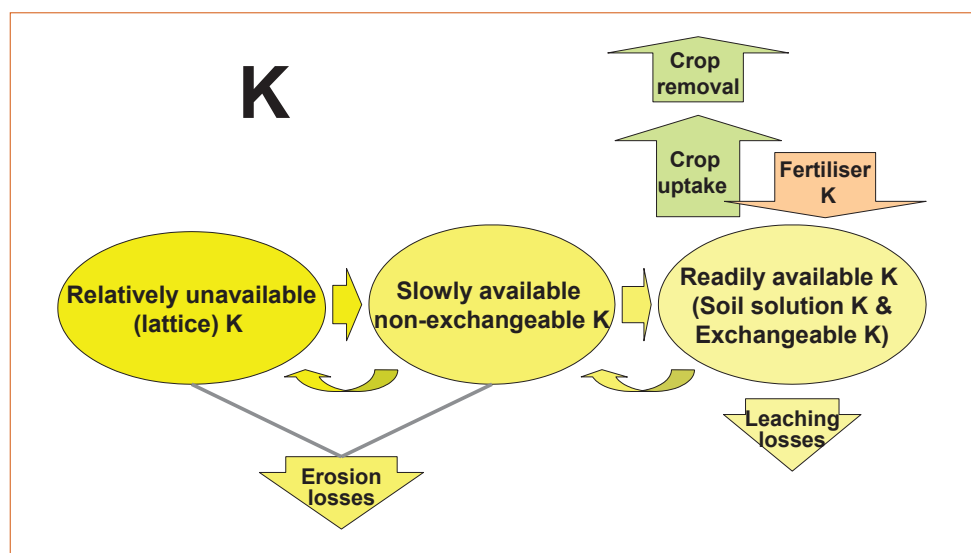 K
Crop
removal
Crop
uptake
Fertiliser
K
Relatively unavailable
(lattice) K
Slowly available
non-exchangeable K
Readily available K
(Soil solution K &
Exchangeable K)
Leaching
losses
Erosion
losses